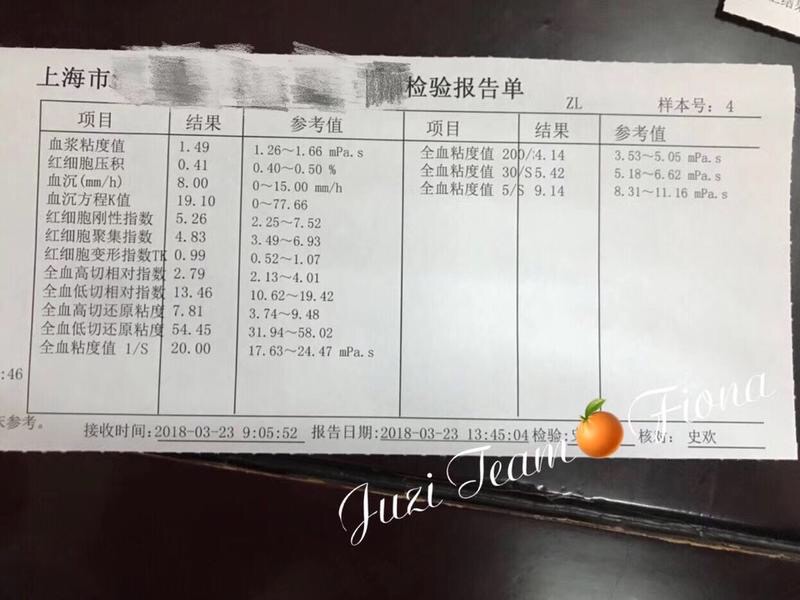 上海市 检验报告单
ZL 样本号: 4
项目 结果 参考值 项目 结果 参考值
血浆粘度值 1.49 1.26～1.66 mPa.s 全血粘度值 200/ 4.14 3.53～5.05 mPa.s
红细胞压积 0.41 0.40～0.50 % 全血粘度值 30/S 5.42 5.18～6.62 mPa.s
血沉(mm/h) 8.00 0～15.00 mm/h 全血粘度值 5/S 9.14 8.31～11.16 mPa.s
血沉方程K值 19.10 0～77.66
红细胞刚性指数 5.26 2.25～7.52
红细胞聚集指数 4.83 3.49～6.93
红细胞变形指数TK 0.99 0.52～1.07
全血高切相对指数 2.79 2.13～4.01
全血低切相对指数 13.46 10.62～19.42
全血高切还原粘度 7.81 3.74～9.48
全血低切还原粘度 54.45 31.94～58.02
全血粘度值 1/S 20.00 17.63～24.47 mPa.s
:46
参考。
接收时间:2018-03-23 9:05:52 报告日期:2018-03-23 13:45:04 检验: 核对: 史欢
Juzi Team Fiona